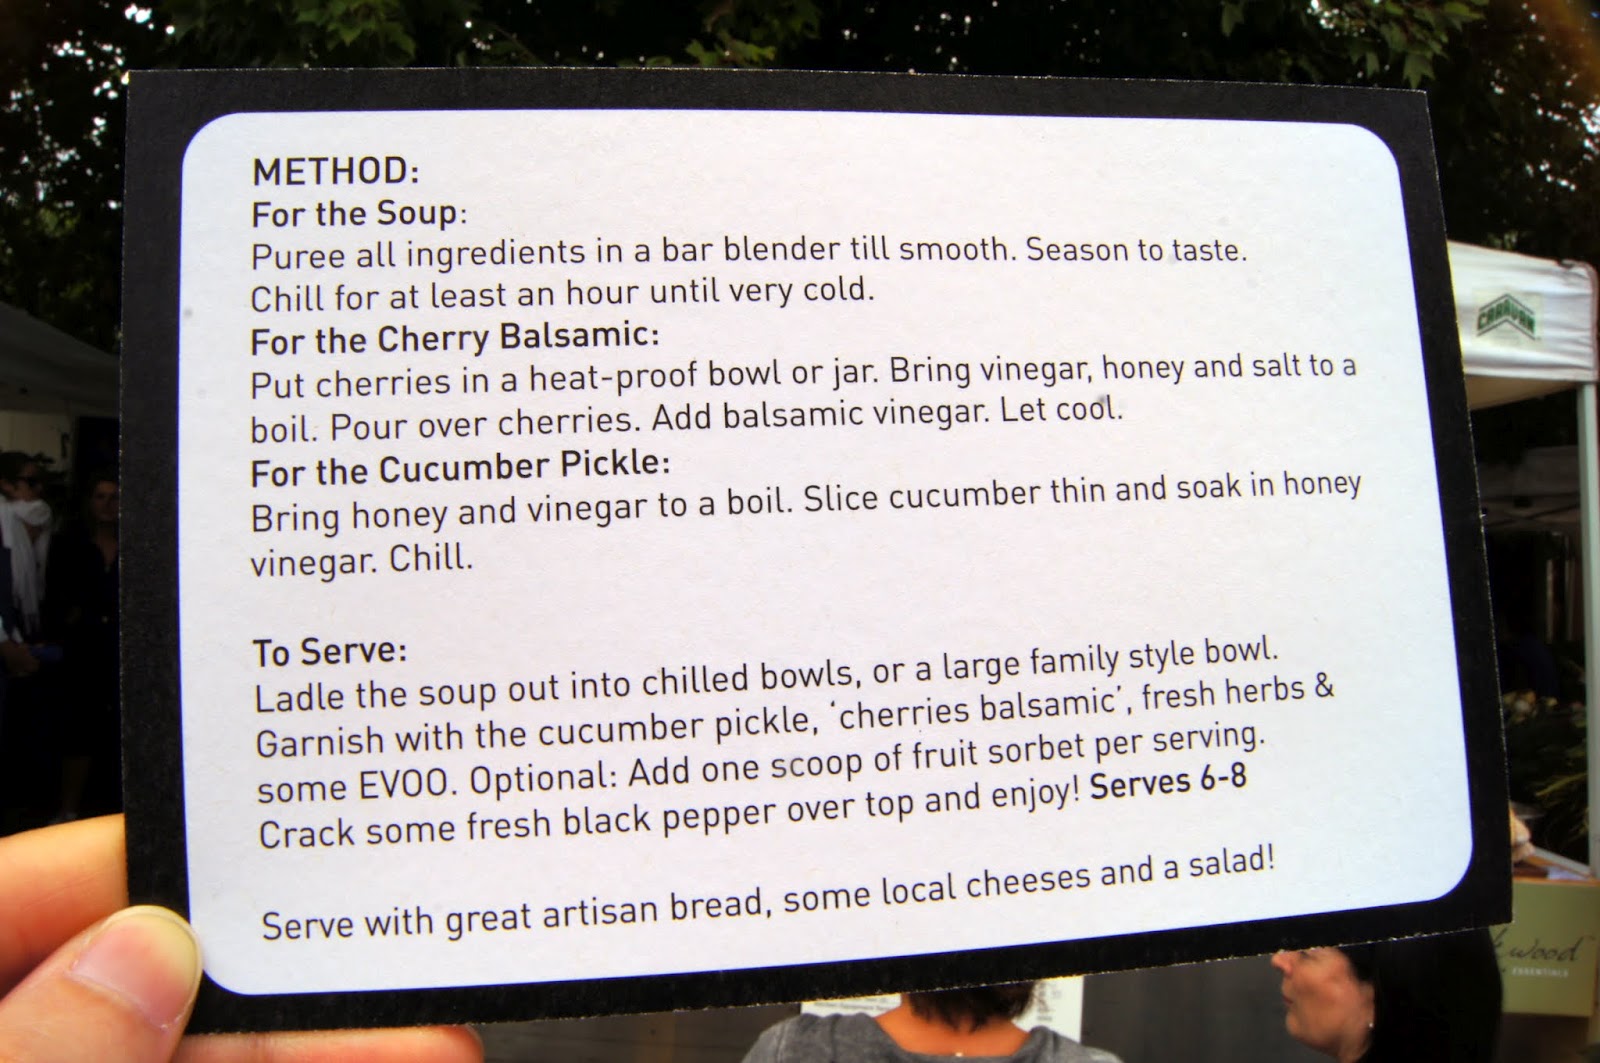 METHOD:
For the Soup:
Puree all ingredients in a bar blender till smooth. Season to taste.
Chill for at least an hour until very cold.
For the Cherry Balsamic:
Put cherries in a heat-proof bowl or jar. Bring vinegar, honey and salt to a
boil. Pour over cherries. Add balsamic vinegar. Let cool.
For the Cucumber Pickle:
Bring honey and vinegar to a boil. Slice cucumber thin and soak in honey
vinegar. Chill.
To Serve:
Ladle the soup out into chilled bowls, or a large family style bowl.
Garnish with the cucumber pickle, ‘cherries balsamic’, fresh herbs &
some EVOO. Optional: Add one scoop of fruit sorbet per serving.
Crack some fresh black pepper over top and enjoy! Serves 6-8
Serve with great artisan bread, some local cheeses and a salad!
CARAVAN
wood
ESSENTIALS